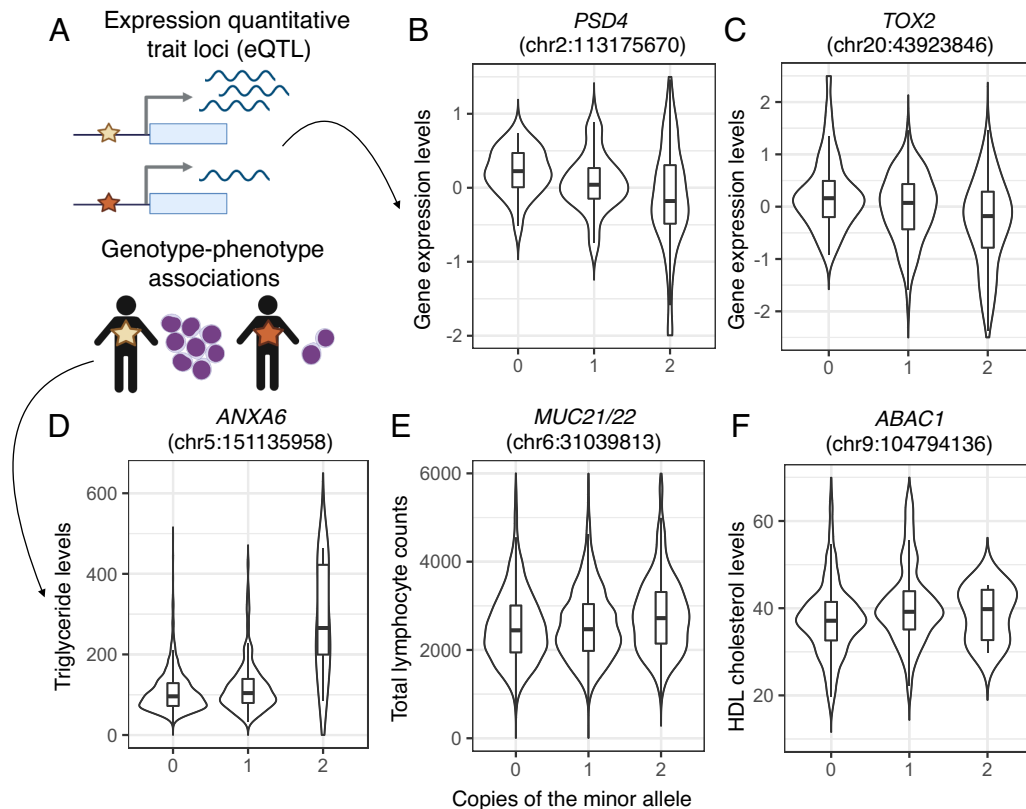 A
Expression quantitative
trait loci (eQTL)
Genotype-phenotype
associations
B
PSD4
(chr2:113175670)
Gene expression levels
1
0
-1
-2
0
1
2
C
TOX2
(chr20:43923846)
Gene expression levels
2
1
0
-1
-2
0
1
2
D
ANXA6
(chr5:151135958)
Triglyceride levels
600
400
200
0
0
1
2
E
MUC21/22
(chr6:31039813)
Total lymphocyte counts
6000
4000
2000
0
0
1
2
Copies of the minor allele
F
ABAC1
(chr9:104794136)
HDL cholesterol levels
60
40
20
0
1
2